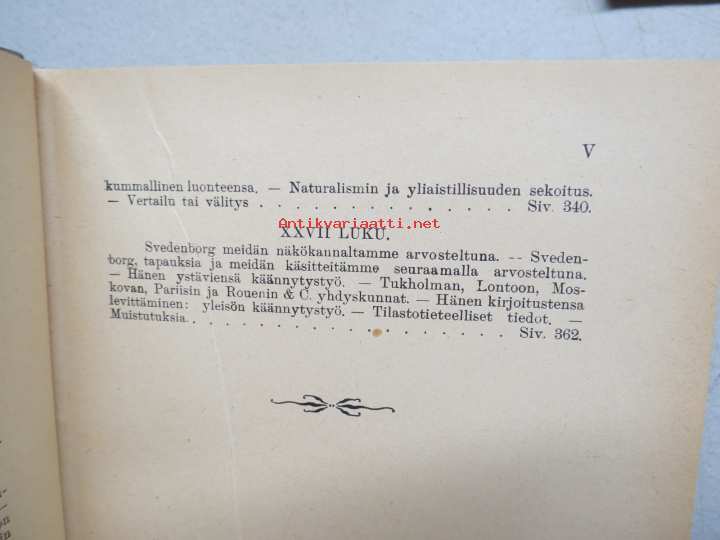 V
kummallinen luonteensa. — Naturalismin ja yliaistillisuuden sekoitus.
— Vertailu tai välitys . . . . . . . . . . . . . . Siv. 340.
Antikvariaatti.net
XXVII LUKU.
Svedenborg meidän näkökannaltamme arvosteltuna. -- Sveden-
borg, tapauksia ja meidän käsitteitämme seuraamalla arvosteltuna.
— Hänen ystäviensä käännytystyö. — Tukholman, Lontoon, Mos-
kovan, Pariisin ja Rouenin & C. yhdyskunnat. — Hänen kirjoitustensa
levittäminen: yleisön käännytystyö. — Tilastotieteelliset tiedot. —
Muistutuksia. . . . . . . . . . . . . . . . . . . Siv. 362.